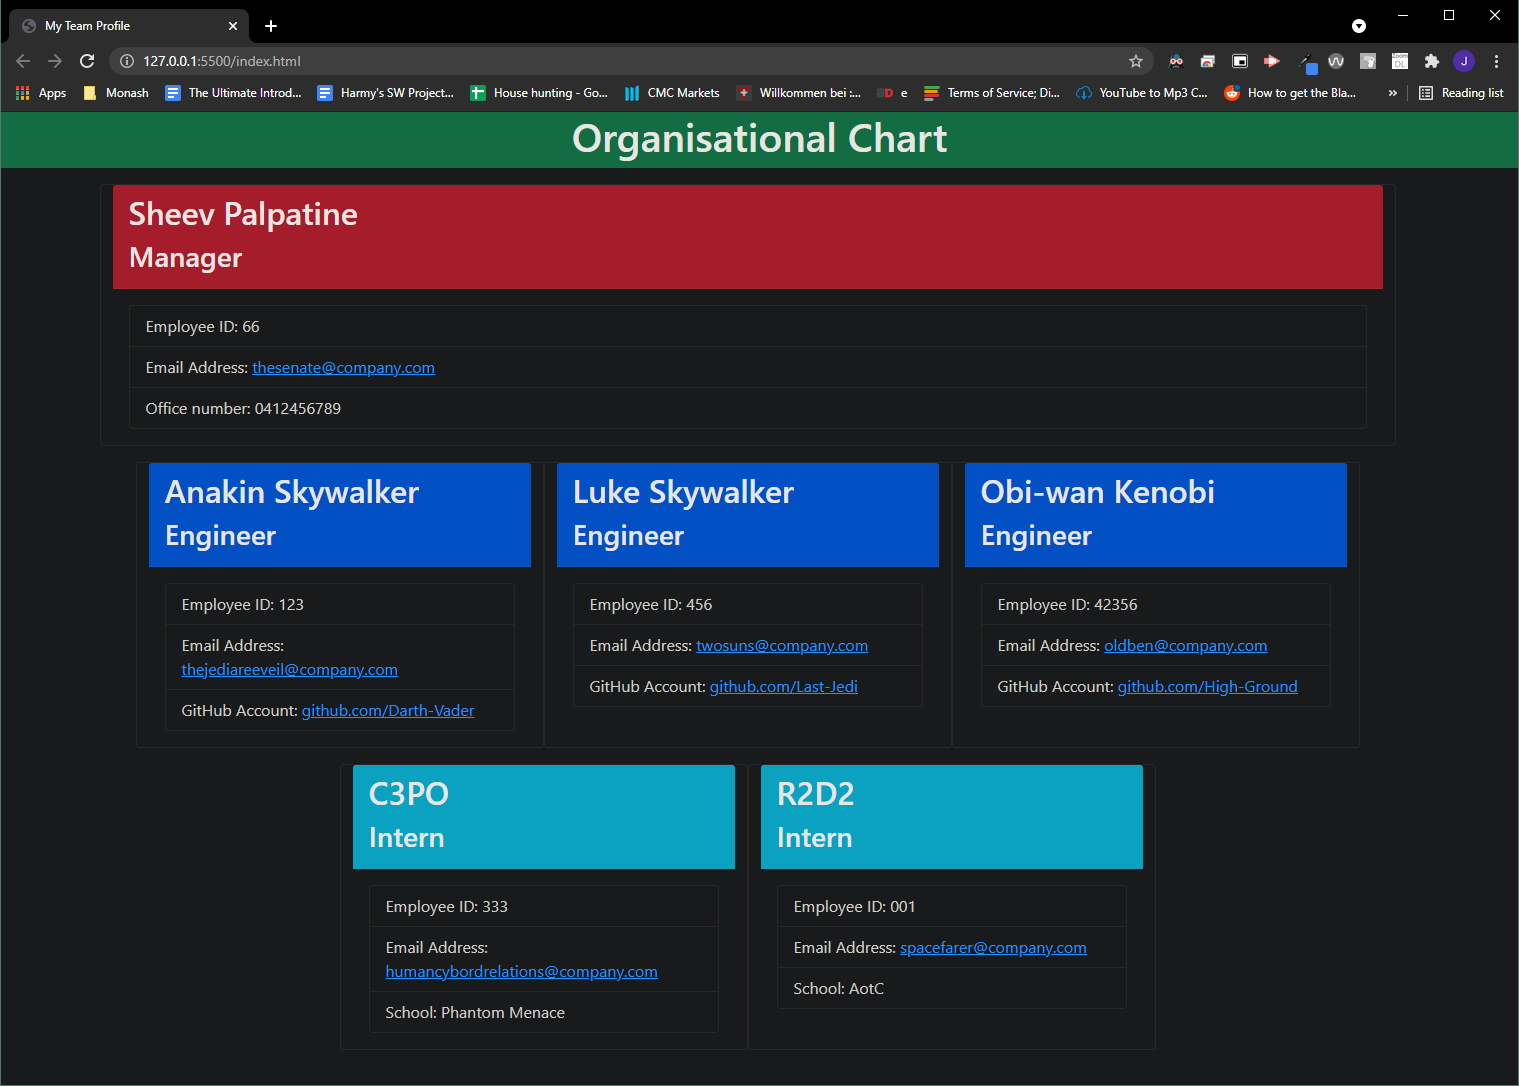 My Team Profile
127.0.0.1:5500/index.html
Apps Monash The Ultimate Introd... Harmy's SW Project... House hunting - Go... CMC Markets Willkommen bei :... e Terms of Service; Di... YouTube to Mp3 C... How to get the Bla... » Reading list
Organisational Chart
Sheev Palpatine
Manager
Employee ID: 66
Email Address: thesenate@company.com
Office number: 0412456789
Anakin Skywalker
Engineer
Employee ID: 123
Email Address:
thejediareeveil@company.com
GitHub Account: github.com/Darth-Vader
Luke Skywalker
Engineer
Employee ID: 456
Email Address: twosuns@company.com
GitHub Account: github.com/Last-Jedi
Obi-wan Kenobi
Engineer
Employee ID: 42356
Email Address: oldben@company.com
GitHub Account: github.com/High-Ground
C3PO
Intern
Employee ID: 333
Email Address:
humancybordrelations@company.com
School: Phantom Menace
R2D2
Intern
Employee ID: 001
Email Address: spacefarer@company.com
School: AotC